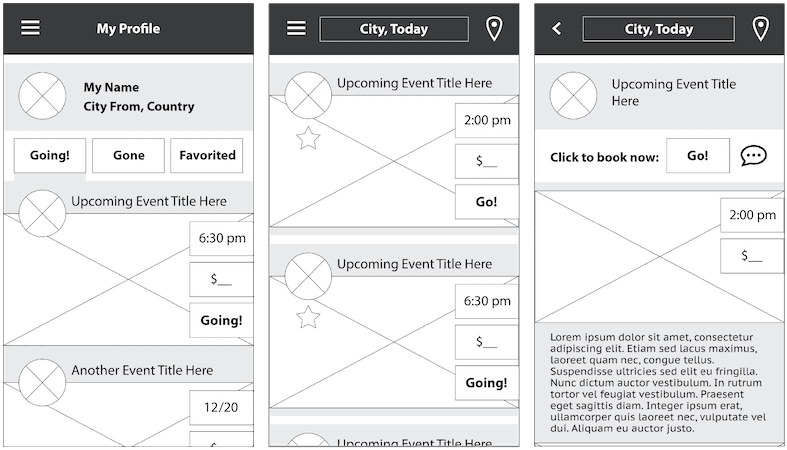 My Profile
My Name
City From, Country
Going!
Gone
Favorited
Upcoming Event Title Here
6:30 pm
$__
Going!
Another Event Title Here
12/20
City, Today
Upcoming Event Title Here
2:00 pm
$__
Go!
Upcoming Event Title Here
6:30 pm
$__
Going!
Upcoming Event Title Here
City, Today
Upcoming Event Title
Here
Click to book now:
Go!
2:00 pm
$__
Lorem ipsum dolor sit amet, consectetur
adipiscing elit. Etiam sed lacus maximus,
laoreet quam nec, congue tellus.
Suspendisse ultricies sed elit eu fringilla.
Nunc dictum auctor vestibulum. In rutrum
tortor vel feugiat vestibulum. Praesent
eget sagittis diam. Integer ipsum erat,
ullamcorper quis laoreet nec, vulputate vel
dui. Aliquam eu auctor justo.